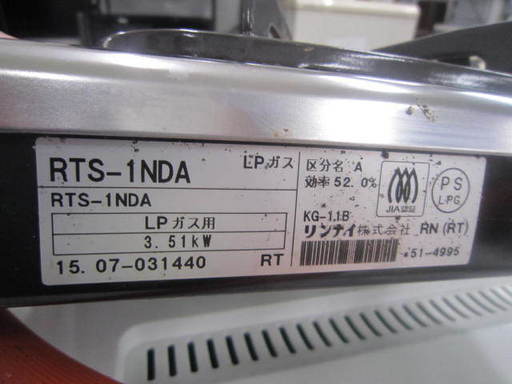 RTS-1NDA LPガス
RTS-1NDA
LPガス用
3.51kW
15.07-031440 RT
区分名 A
効率52.0%
JIA認証
PS
LPG
KG-1.1B
リンナイ株式会社 RN(RT)
*51-4995